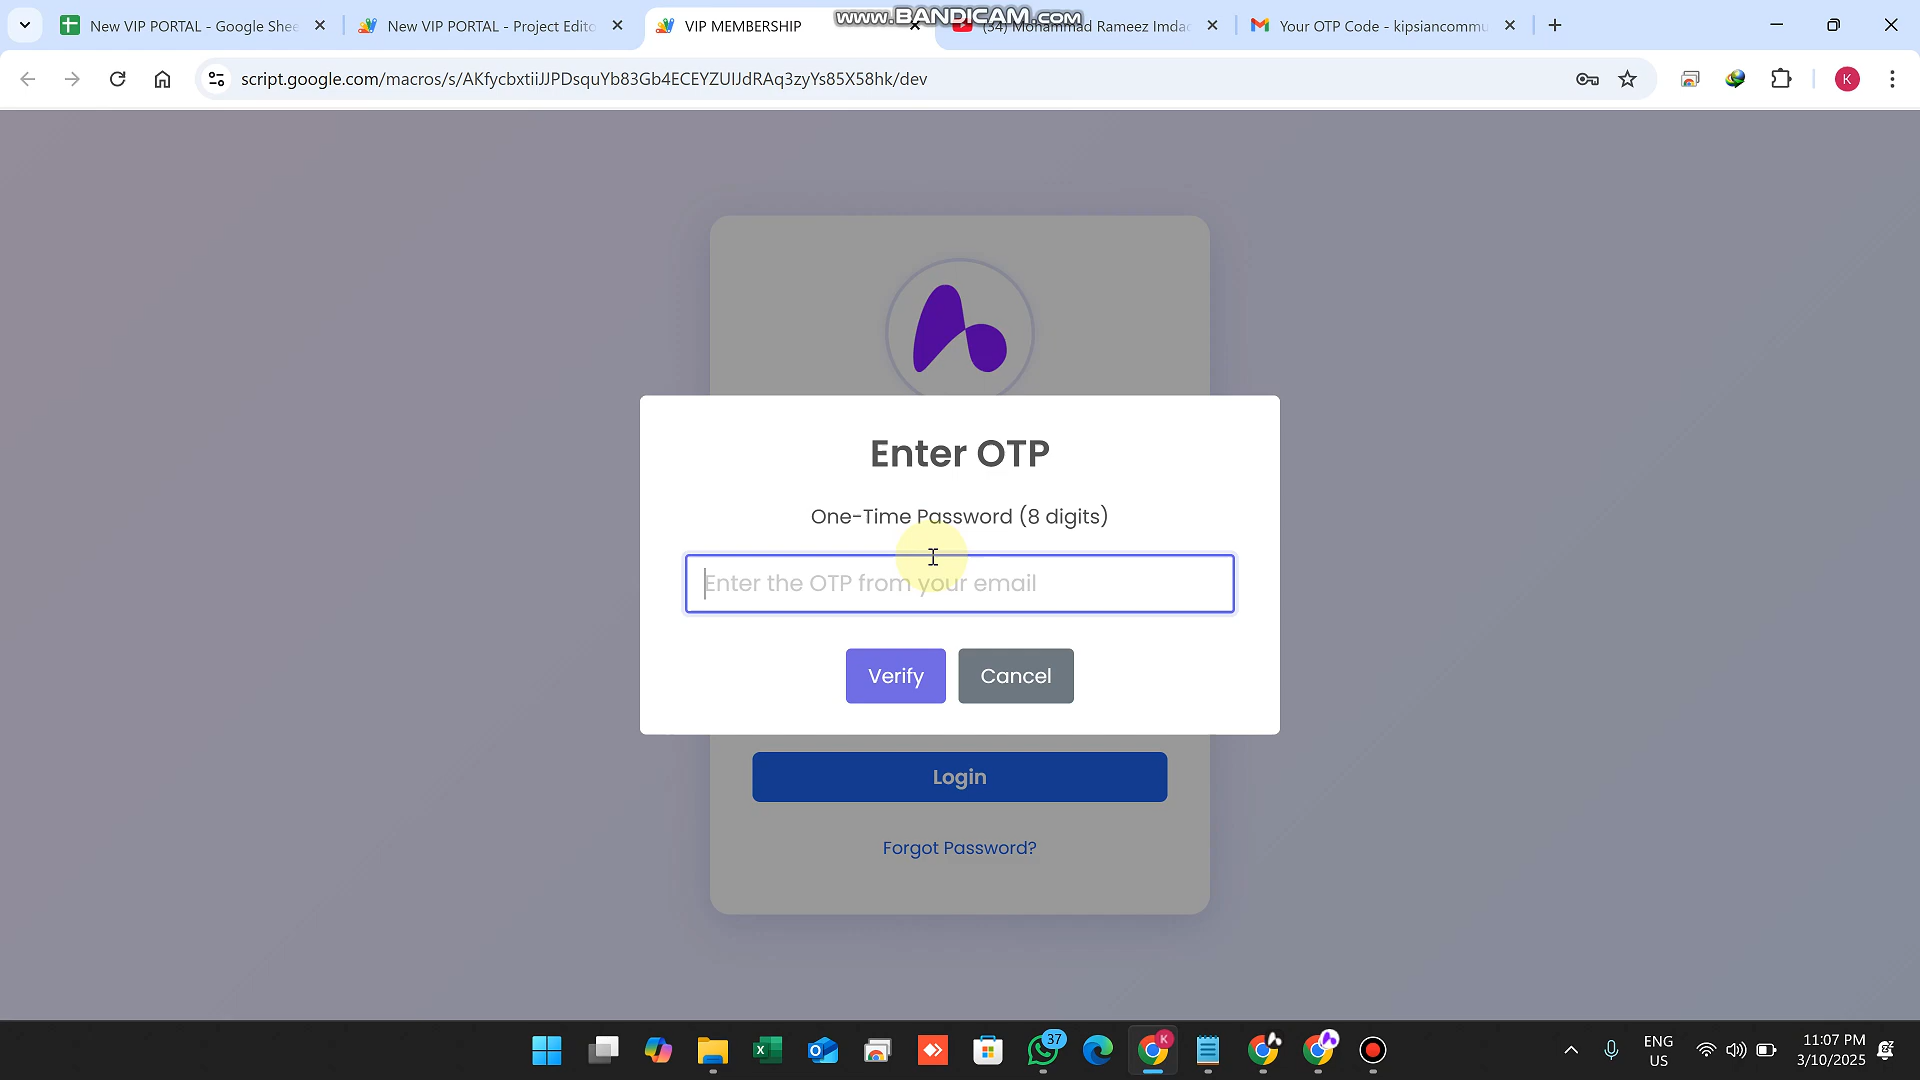 www.BANDICAM.com
New VIP PORTAL - Google Shee
New VIP PORTAL - Project Edito
VIP MEMBERSHIP
(34) Mohammad Rameez Imdad
Your OTP Code - kipsiancommu
script.google.com/macros/s/AKfycbxtiiJJPDsquYb83Gb4ECEYZUIJdRAq3zyYs85X58hk/dev
K
Enter OTP
One-Time Password (8 digits)
Enter the OTP from your email
Verify
Cancel
Login
Forgot Password?
37
K
ENG
US
11:07 PM
3/10/2025